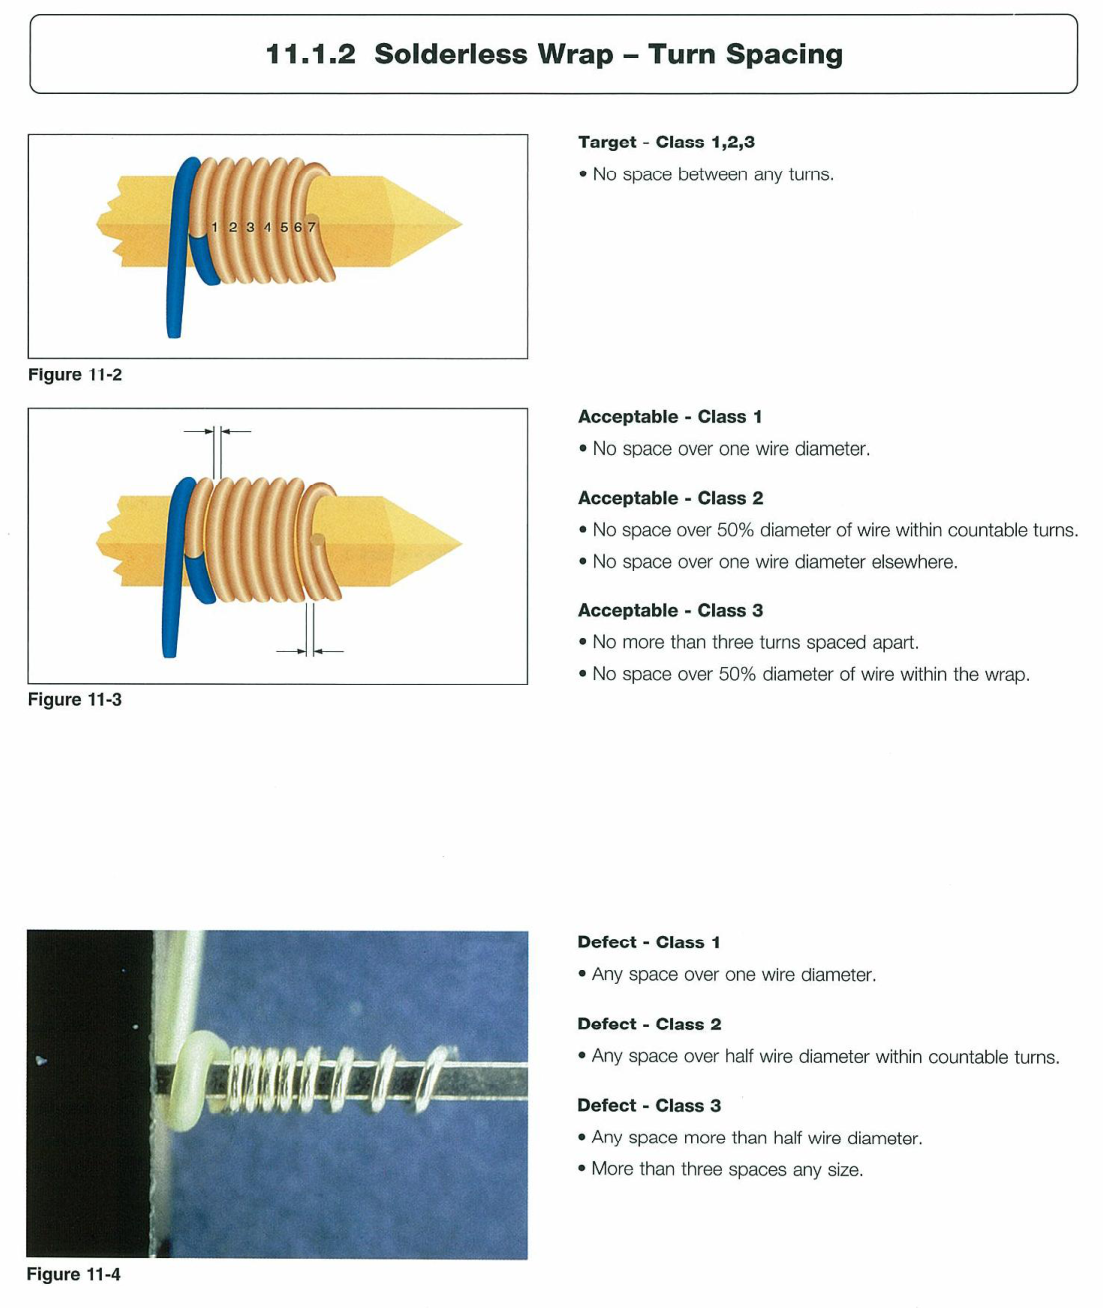 11.1.2 Solderless Wrap – Turn Spacing
1 2 3 4 5 6 7
Figure 11-2
Target - Class 1,2,3
• No space between any turns.
Figure 11-3
Acceptable - Class 1
• No space over one wire diameter.
Acceptable - Class 2
• No space over 50% diameter of wire within countable turns.
• No space over one wire diameter elsewhere.
Acceptable - Class 3
• No more than three turns spaced apart.
• No space over 50% diameter of wire within the wrap.
Figure 11-4
Defect - Class 1
• Any space over one wire diameter.
Defect - Class 2
• Any space over half wire diameter within countable turns.
Defect - Class 3
• Any space more than half wire diameter.
• More than three spaces any size.